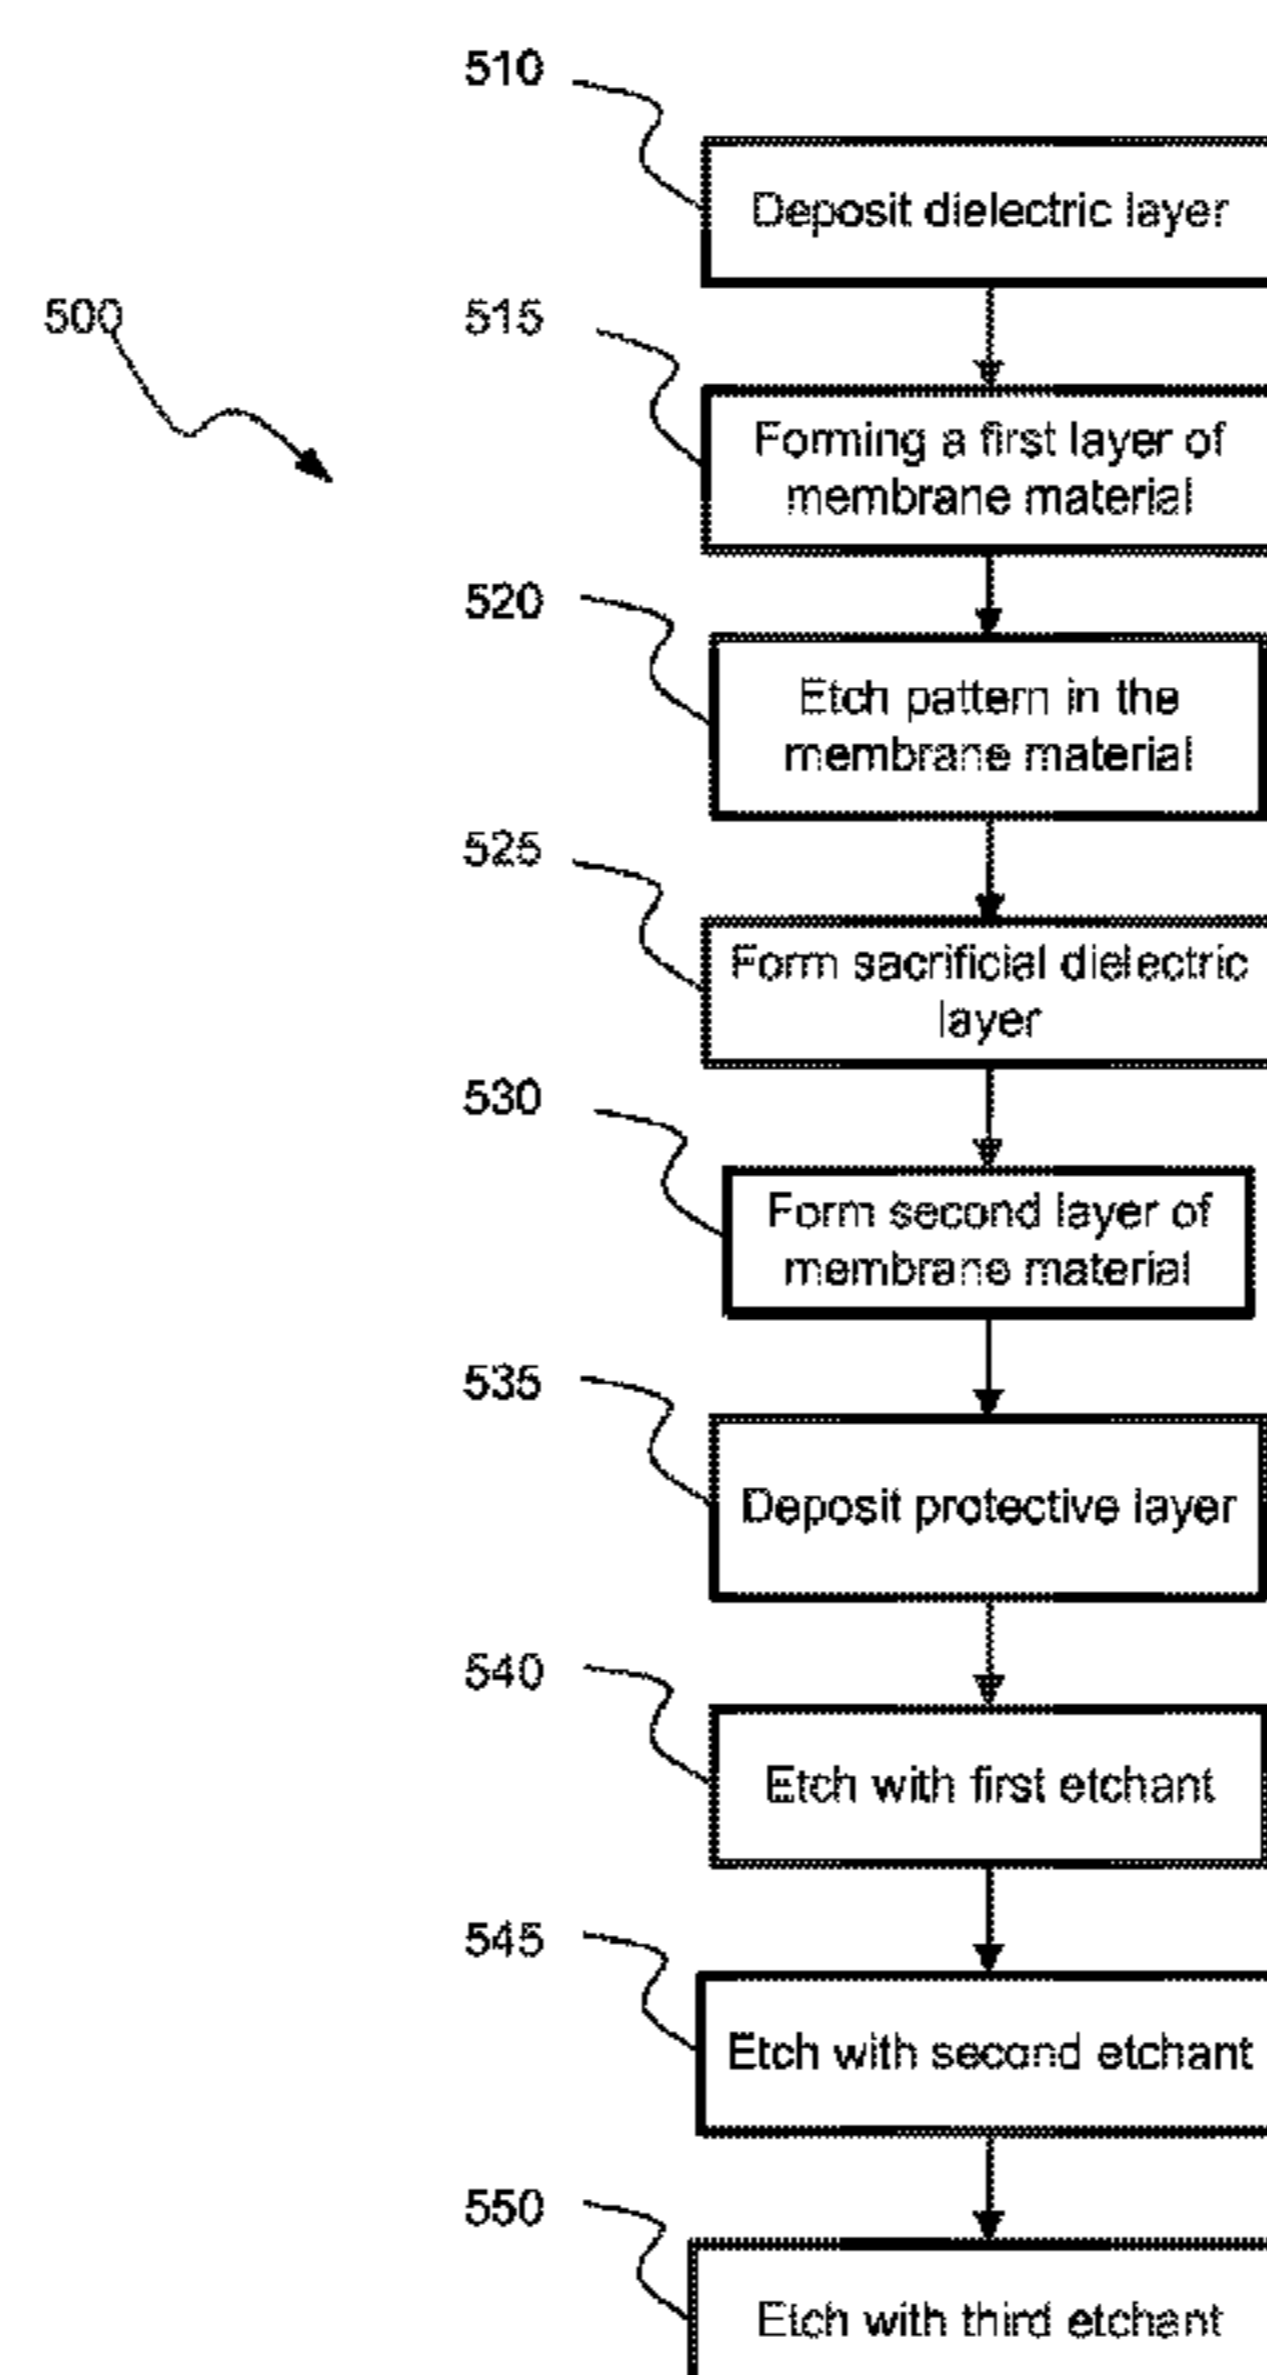 510
Deposit dielectric layer
500
515
Forming a first layer of
membrane material
520
Etch pattern in the
membrane material
525
Form sacrificial dielectric
layer
530
Form second layer of
membrane material
535
Deposit protective layer
540
Etch with first etchant
545
Etch with second etchant
550
Etch with third etchant